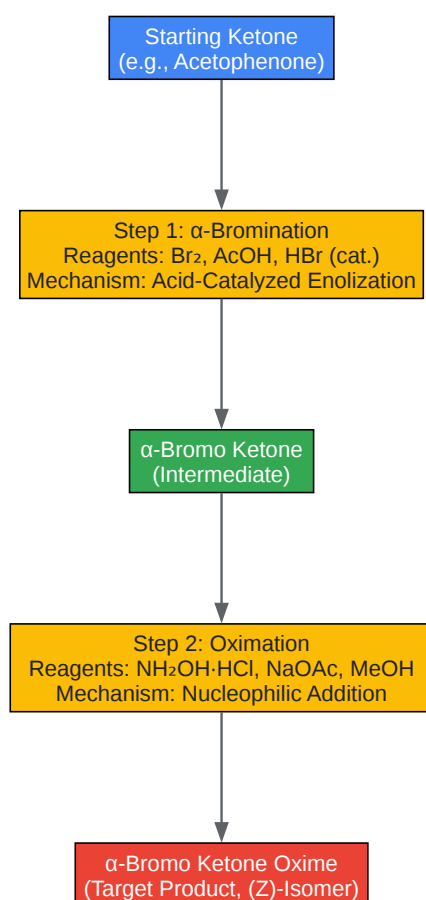 Starting Ketone
(e.g., Acetophenone)
Step 1: α-Bromination
Reagents: Br₂, AcOH, HBr (cat.)
Mechanism: Acid-Catalyzed Enolization
α-Bromo Ketone
(Intermediate)
Step 2: Oximation
Reagents: NH₂OH·HCl, NaOAc, MeOH
Mechanism: Nucleophilic Addition
α-Bromo Ketone Oxime
(Target Product, (Z)-Isomer)